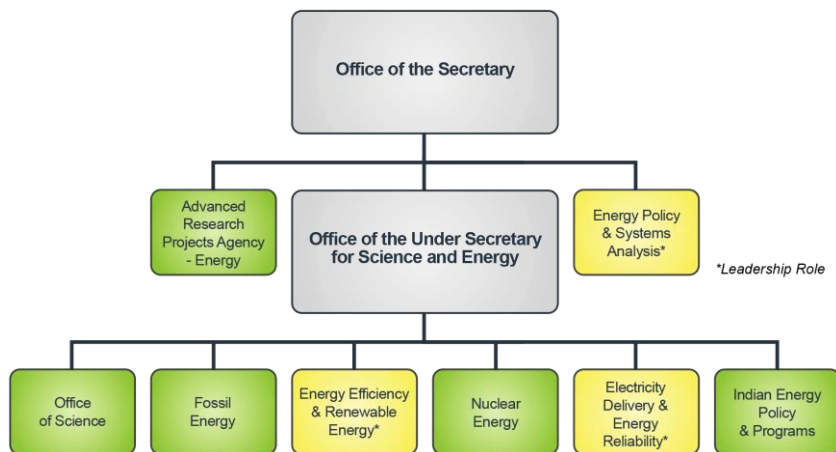 Office of the Secretary
Advanced
Research
Projects Agency
- Energy
Office of the Under Secretary
for Science and Energy
Energy Policy
& Systems
Analysis*
*Leadership Role
Office
of Science
Fossil
Energy
Energy Efficiency
& Renewable
Energy*
Nuclear
Energy
Electricity
Delivery &
Energy
Reliability*
Indian Energy
Policy
& Programs